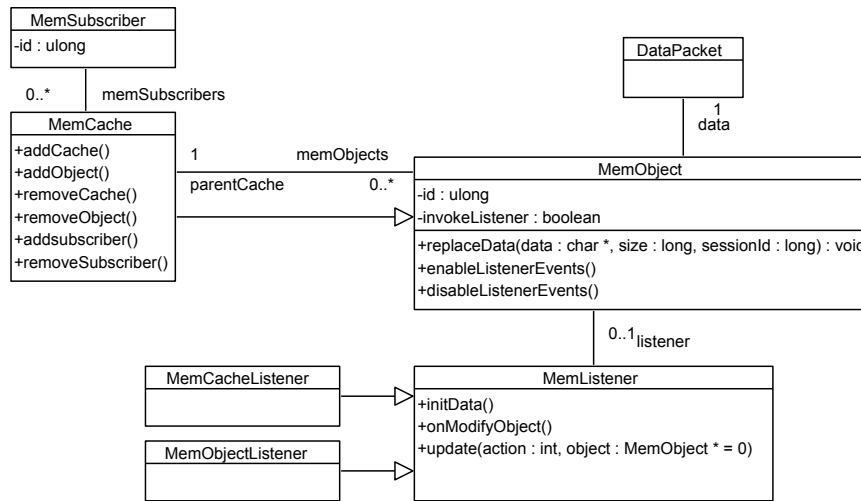 MemSubscriber
-id : ulong
0..*
memSubscribers
MemCache
+addCache()
+addObject()
+removeCache()
+removeObject()
+addsubscriber()
+removeSubscriber()
1
memObjects
parentCache
0..*
DataPacket
1
data
MemObject
-id : ulong
-invokeListener : boolean
+replaceData(data : char *, size : long, sessionId : long) : void
+enableListenerEvents()
+disableListenerEvents()
0..1
listener
MemCacheListener
MemObjectListener
MemListener
+initData()
+onModifyObject()
+update(action : int, object : MemObject * = 0)